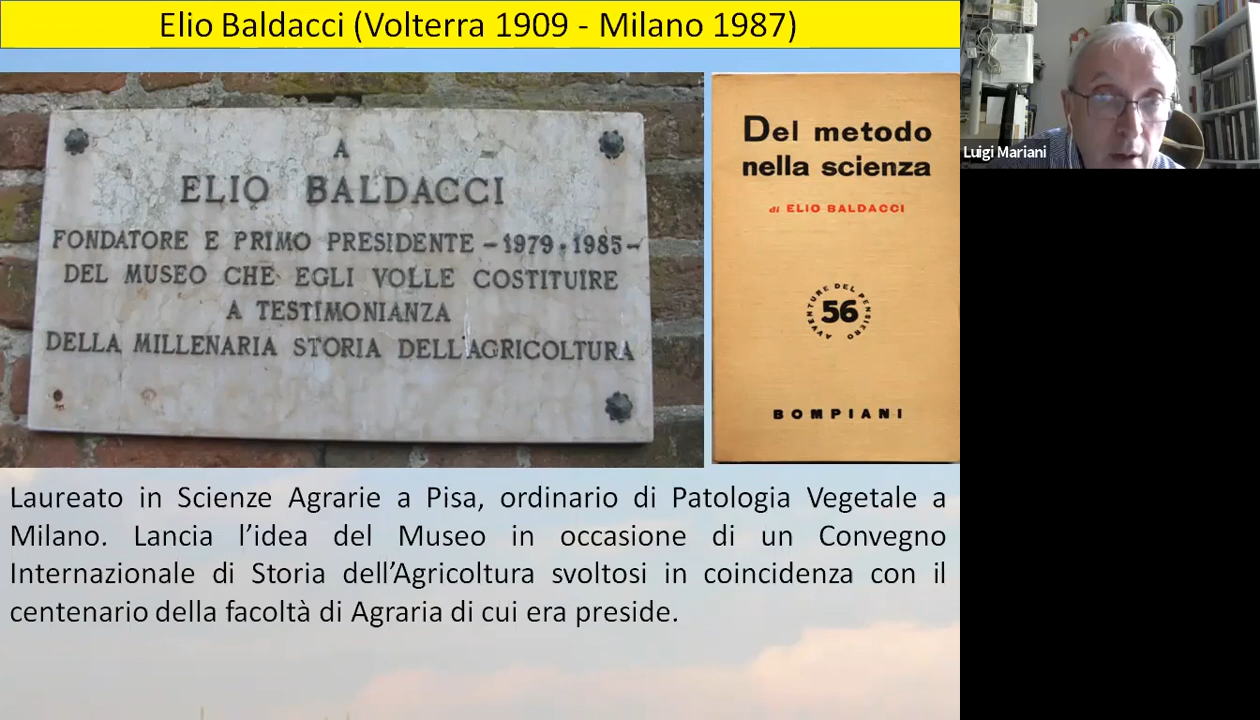 Elio Baldacci (Volterra 1909 - Milano 1987)
A
ELIO BALDACCI
FONDATORE E PRIMO PRESIDENTE – 1979 · 1985 –
DEL MUSEO CHE EGLI VOLLE COSTITUIRE
A TESTIMONIANZA
DELLA MILLENARIA STORIA DELL'AGRICOLTURA
Del metodo
nella scienza
di ELIO BALDACCI
AVVENTURE DEL PENSIERO
56
BOMPIANI
Luigi Mariani
Laureato in Scienze Agrarie a Pisa, ordinario di Patologia Vegetale a
Milano. Lancia l’idea del Museo in occasione di un Convegno
Internazionale di Storia dell’Agricoltura svoltosi in coincidenza con il
centenario della facoltà di Agraria di cui era preside.